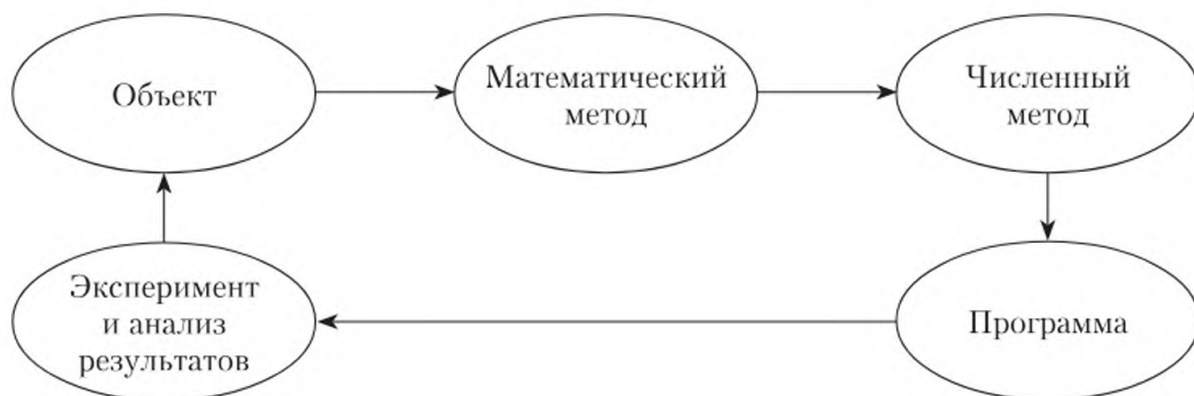 Объект
Математический
метод
Численный
метод
Эксперимент
и анализ
результатов
Программа